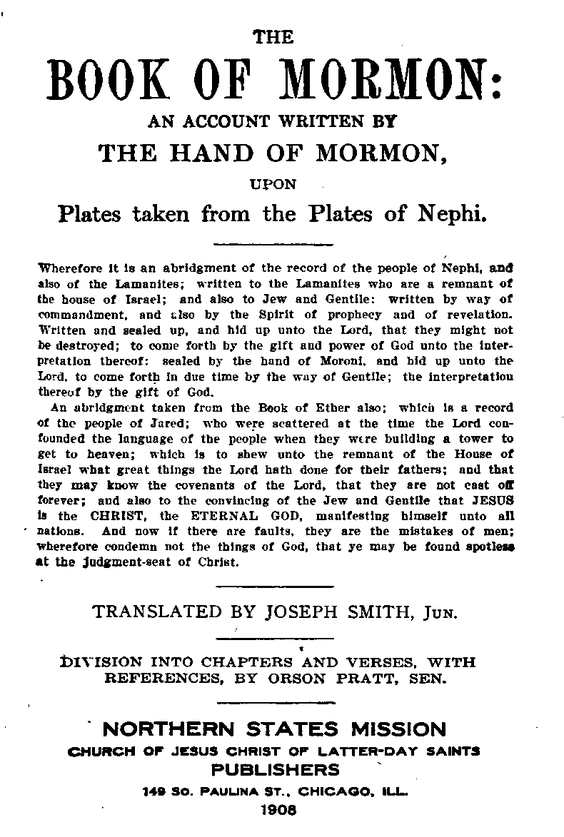 THE
BOOK OF MORMON:
AN ACCOUNT WRITTEN BY
THE HAND OF MORMON,
UPON
Plates taken from the Plates of Nephi.
Wherefore it is an abridgment of the record of the people of Nephi, and
also of the Lamanites; written to the Lamanites who are a remnant of
the house of Israel; and also to Jew and Gentile: written by way of
commandment, and also by the Spirit of prophecy and of revelation.
Written and sealed up, and hid up unto the Lord, that they might not
be destroyed; to come forth by the gift and power of God unto the inter-
pretation thereof: sealed by the hand of Moroni, and hid up unto the
Lord, to come forth in due time by the way of Gentile; the interpretation
thereof by the gift of God.
An abridgment taken from the Book of Ether also; which is a record
of the people of Jared; who were scattered at the time the Lord con-
founded the language of the people when they were building a tower to
get to heaven; which is to shew unto the remnant of the House of
Israel what great things the Lord hath done for their fathers; and that
they may know the covenants of the Lord, that they are not cast off
forever; and also to the convincing of the Jew and Gentile that JESUS
is the CHRIST, the ETERNAL GOD, manifesting himself unto all
nations. And now if there are faults, they are the mistakes of men;
wherefore condemn not the things of God, that ye may be found spotless
at the judgment-seat of Christ.
TRANSLATED BY JOSEPH SMITH, JUN.
DIVISION INTO CHAPTERS AND VERSES, WITH
REFERENCES, BY ORSON PRATT, SEN.
NORTHERN STATES MISSION
CHURCH OF JESUS CHRIST OF LATTER-DAY SAINTS
PUBLISHERS
149 SO. PAULINA ST., CHICAGO, ILL.
1908